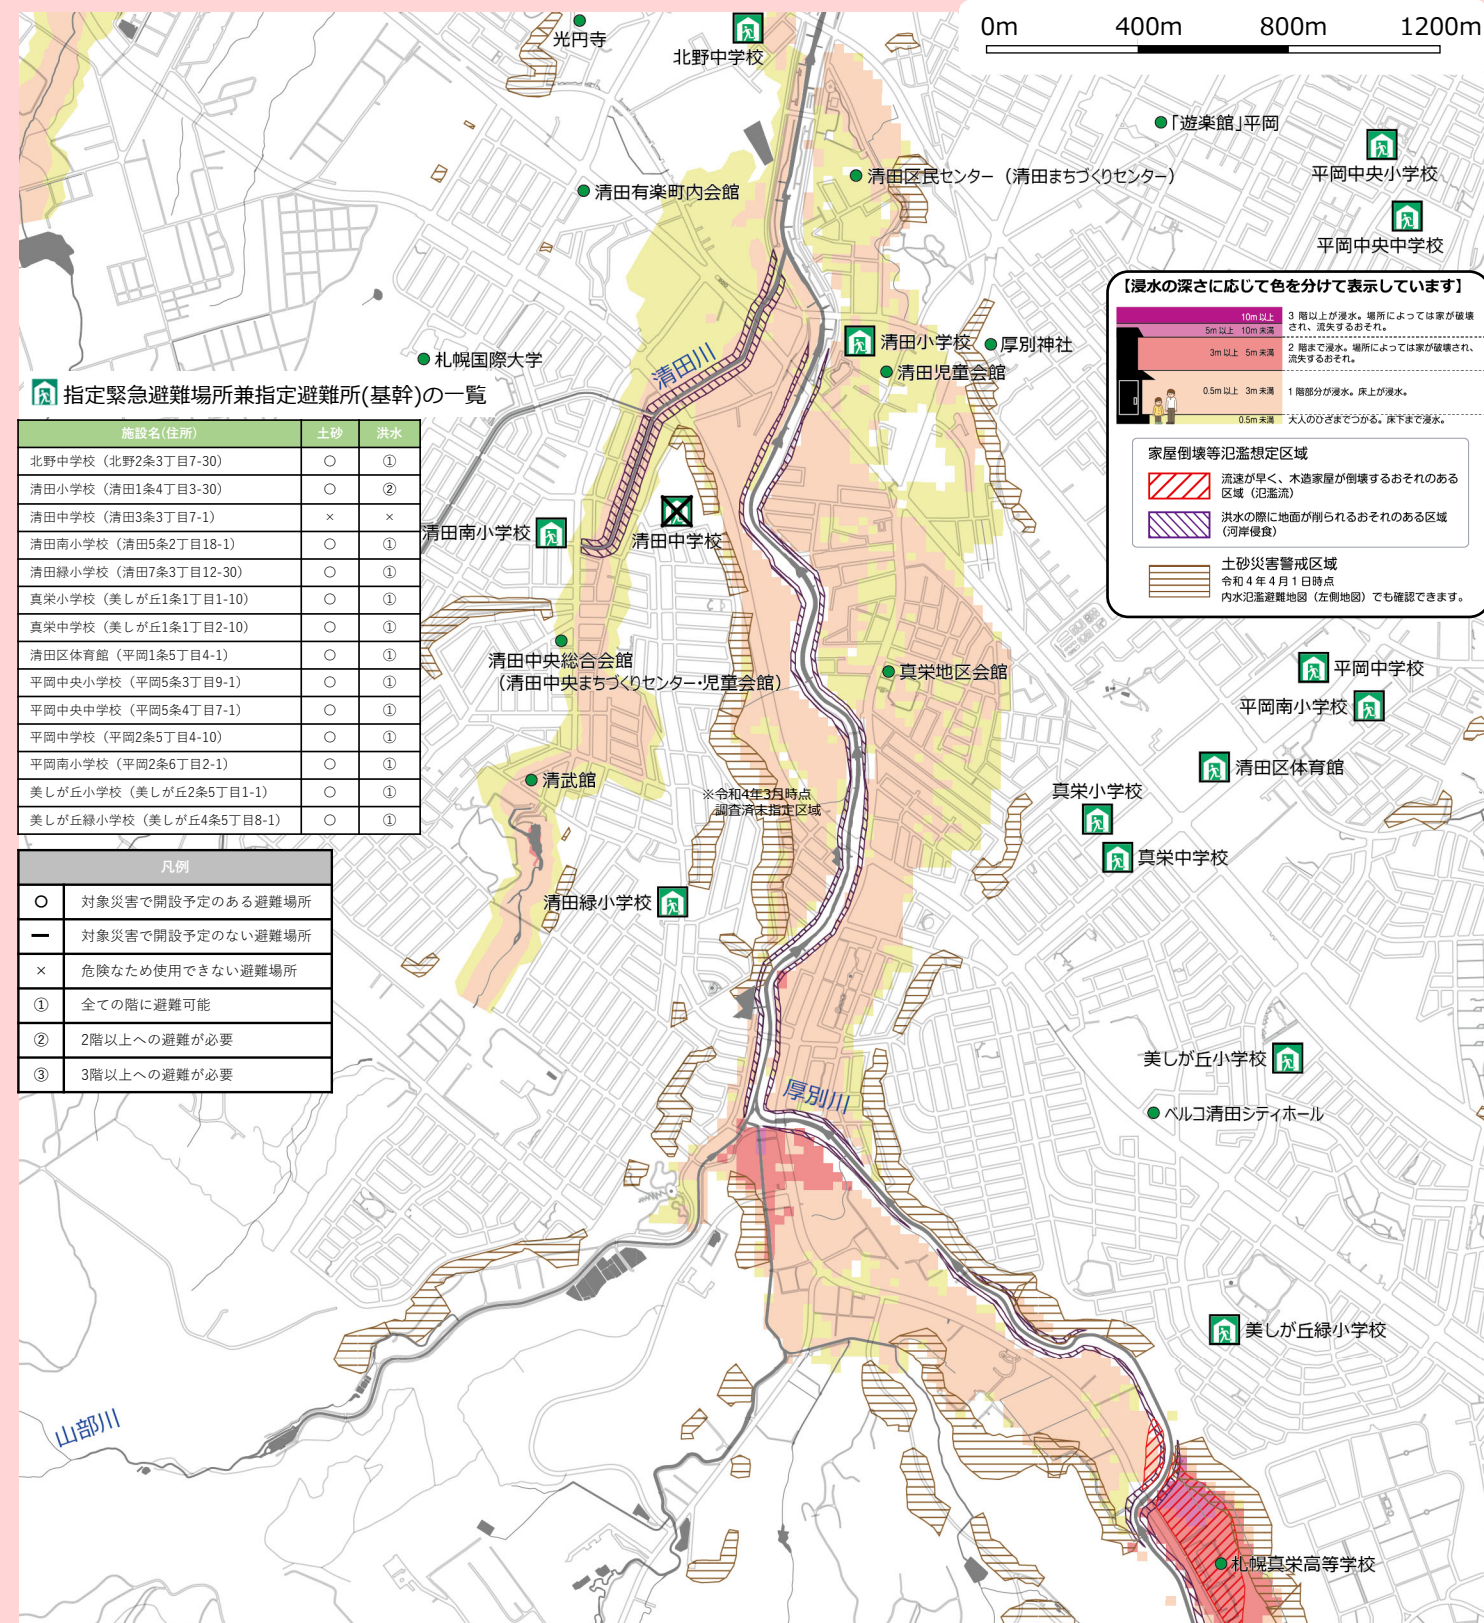 0m 400m 800m 1200m
光円寺
北野中学校
「遊楽館」平岡
平岡中央小学校
清田区民センター（清田まちづくりセンター）
清田有楽町内会館
平岡中央中学校
【浸水の深さに応じて色を分けて表示しています】
10m 以上
3 階以上が浸水。場所によっては家が破壊
され、流失するおそれ。
5m 以上 10m 未満
3m 以上 5m 未満
2 階まで浸水。場所によっては家が破壊され、
流失するおそれ。
0.5m 以上 3m 未満
1 階部分が浸水。床上が浸水。
0.5m 未満
大人のひざまでつかる。床下まで浸水。
家屋倒壊等氾濫想定区域
流速が早く、木造家屋が倒壊するおそれのある
区域（氾濫流）
洪水の際に地面が削られるおそれのある区域
（河岸侵食）
土砂災害警戒区域
令和４年４月１日時点
内水氾濫避難地図（左側地図）でも確認できます。
清田小学校
厚別神社
清田児童会館
札幌国際大学
清田川
指定緊急避難場所兼指定避難所(基幹)の一覧
施設名(住所) 土砂 洪水
北野中学校（北野2条3丁目7-30） ○ ①
清田小学校（清田1条4丁目3-30） ○ ②
清田中学校（清田3条3丁目7-1） × ×
清田南小学校（清田5条2丁目18-1） ○ ①
清田緑小学校（清田7条3丁目12-30） ○ ①
真栄小学校（美しが丘1条1丁目1-10） ○ ①
真栄中学校（美しが丘1条1丁目2-10） ○ ①
清田区体育館（平岡1条5丁目4-1） ○ ①
平岡中央小学校（平岡5条3丁目9-1） ○ ①
平岡中央中学校（平岡5条4丁目7-1） ○ ①
平岡中学校（平岡2条5丁目4-10） ○ ①
平岡南小学校（平岡2条6丁目2-1） ○ ①
美しが丘小学校（美しが丘2条5丁目1-1） ○ ①
美しが丘緑小学校（美しが丘4条5丁目8-1） ○ ①
凡例
○ 対象災害で開設予定のある避難場所
ー 対象災害で開設予定のない避難場所
× 危険なため使用できない避難場所
① 全ての階に避難可能
② 2階以上への避難が必要
③ 3階以上への避難が必要
清田南小学校
清田中学校
清田中央総合会館
（清田中央まちづくりセンター・児童会館）
真栄地区会館
平岡中学校
平岡南小学校
清田区体育館
清武館
※令和4年3月時点
調査済未指定区域
真栄小学校
真栄中学校
清田緑小学校
美しが丘小学校
厚別川
ベルコ清田シティホール
美しが丘緑小学校
山部川
札幌真栄高等学校